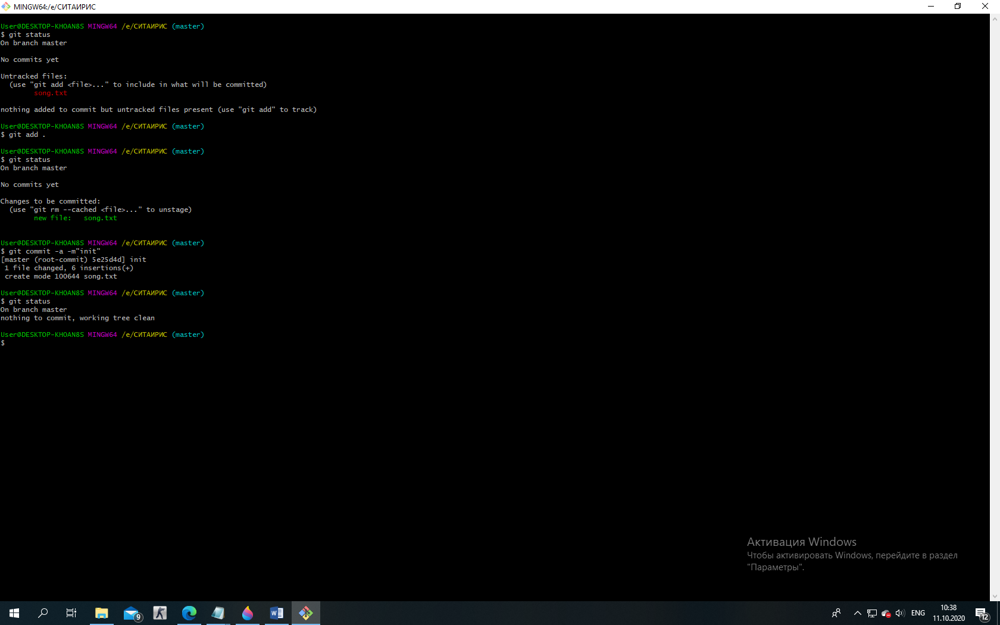 MINGW64:/e/СИТАИРИС
User@DESKTOP-KHOAN8S MINGW64 /e/СИТАИРИС (master)
$ git status
On branch master
No commits yet
Untracked files:
(use "git add <file>..." to include in what will be committed)
song.txt
nothing added to commit but untracked files present (use "git add" to track)
User@DESKTOP-KHOAN8S MINGW64 /e/СИТАИРИС (master)
$ git add .
User@DESKTOP-KHOAN8S MINGW64 /e/СИТАИРИС (master)
$ git status
On branch master
No commits yet
Changes to be committed:
(use "git rm --cached <file>..." to unstage)
new file:   song.txt
User@DESKTOP-KHOAN8S MINGW64 /e/СИТАИРИС (master)
$ git commit -a -m"init"
[master (root-commit) 5e25d4d] init
1 file changed, 6 insertions(+)
create mode 100644 song.txt
User@DESKTOP-KHOAN8S MINGW64 /e/СИТАИРИС (master)
$ git status
On branch master
nothing to commit, working tree clean
User@DESKTOP-KHOAN8S MINGW64 /e/СИТАИРИС (master)
$
Активация Windows
Чтобы активировать Windows, перейдите в раздел
"Параметры".
9
ENG
10:38
11.10.2020
12